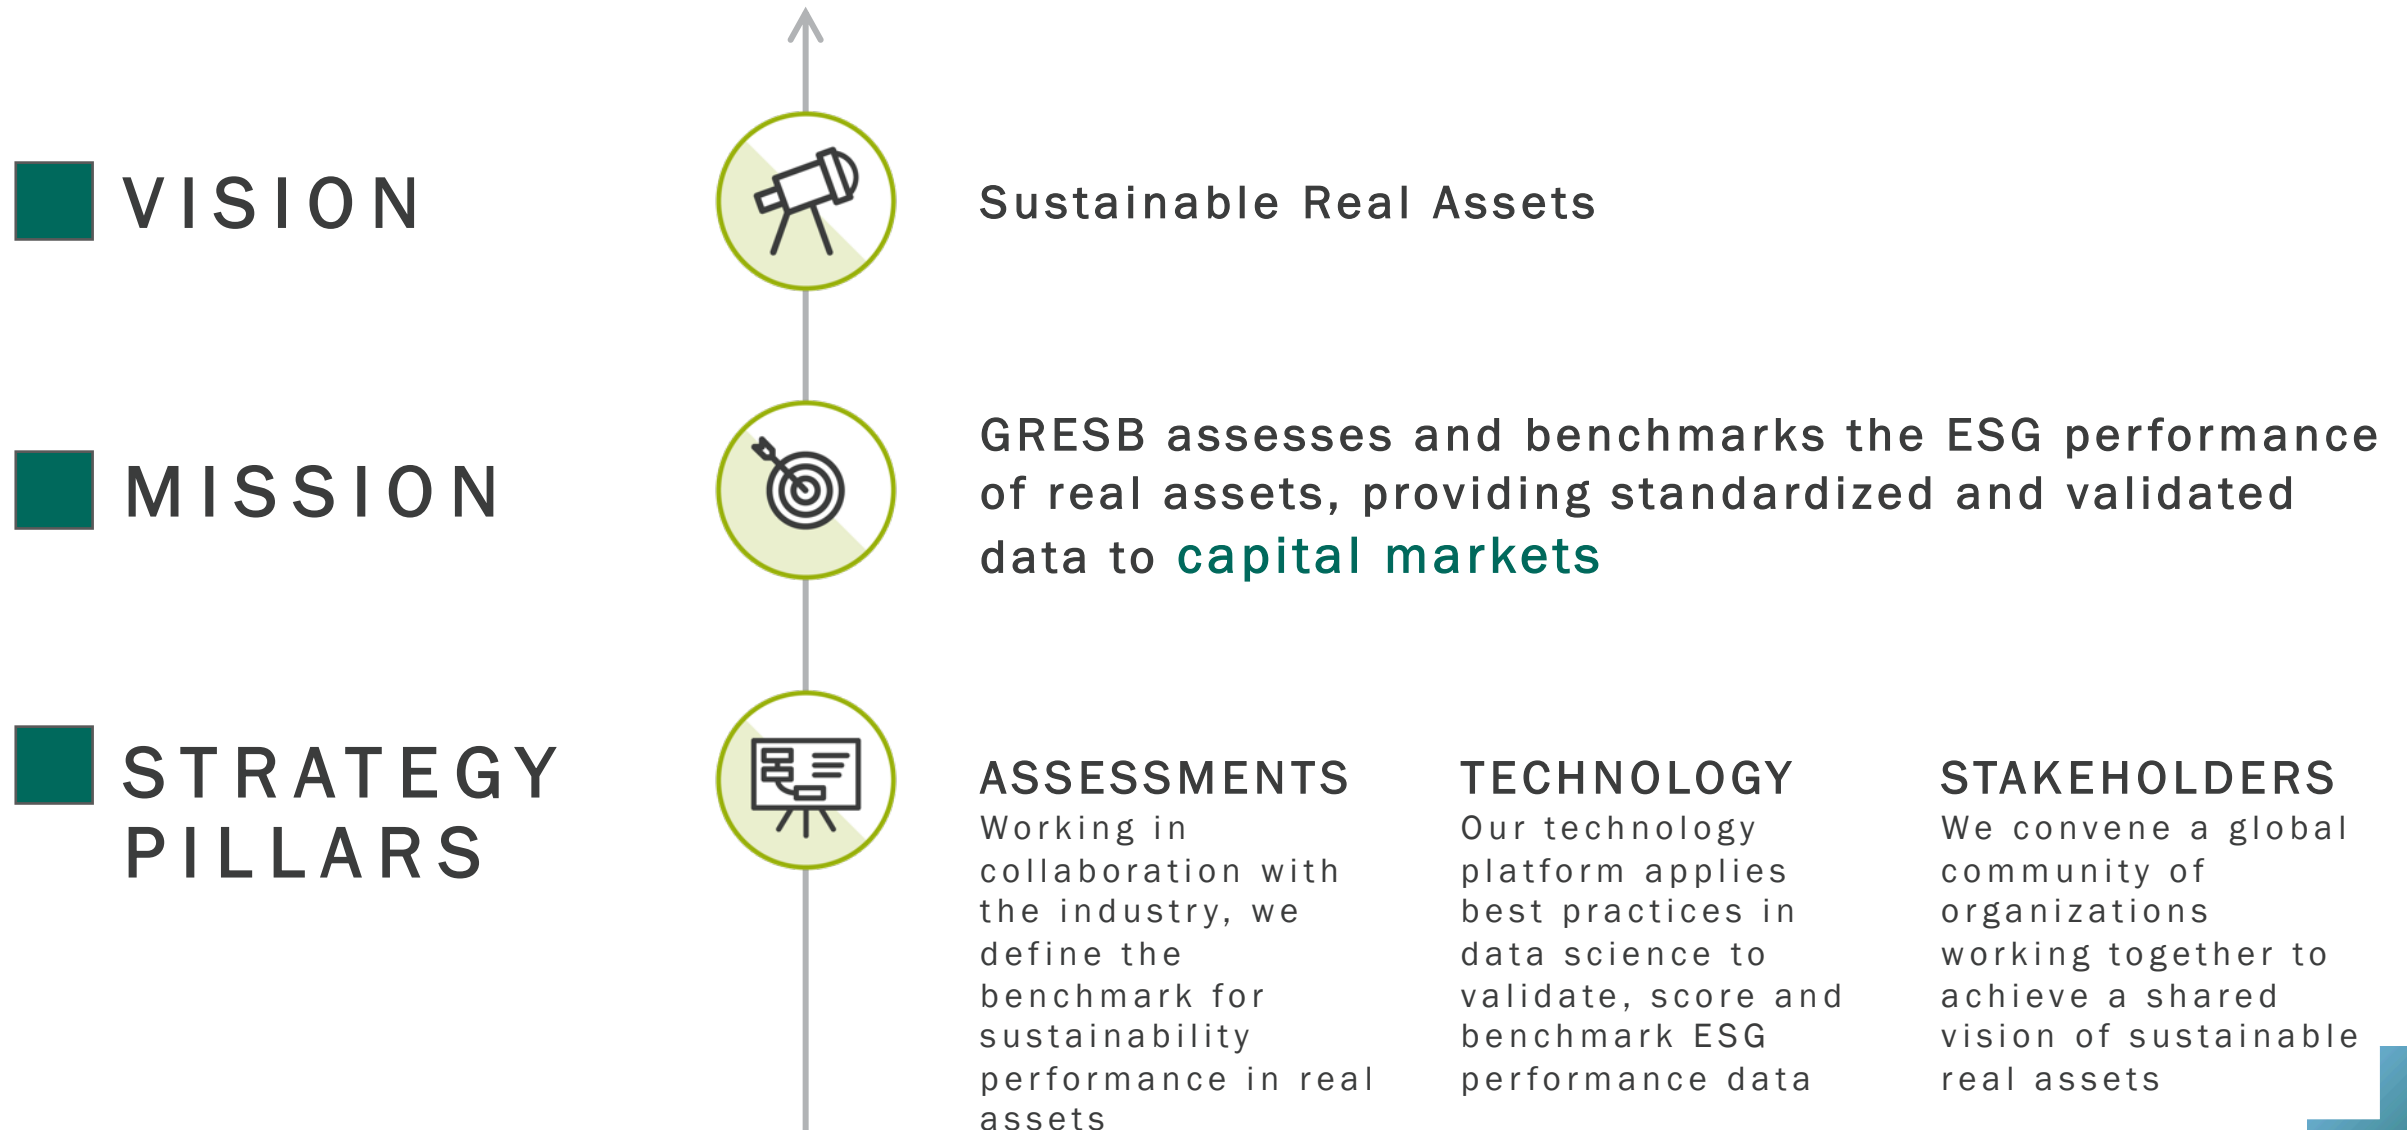 VISION
Sustainable Real Assets
MISSION
GRESB assesses and benchmarks the ESG performance
of real assets, providing standardized and validated
data to capital markets
STRATEGY
PILLARS
ASSESSMENTS
Working in
collaboration with
the industry, we
define the
benchmark for
sustainability
performance in real
assets
TECHNOLOGY
Our technology
platform applies
best practices in
data science to
validate, score and
benchmark ESG
performance data
STAKEHOLDERS
We convene a global
community of
organizations
working together to
achieve a shared
vision of sustainable
real assets